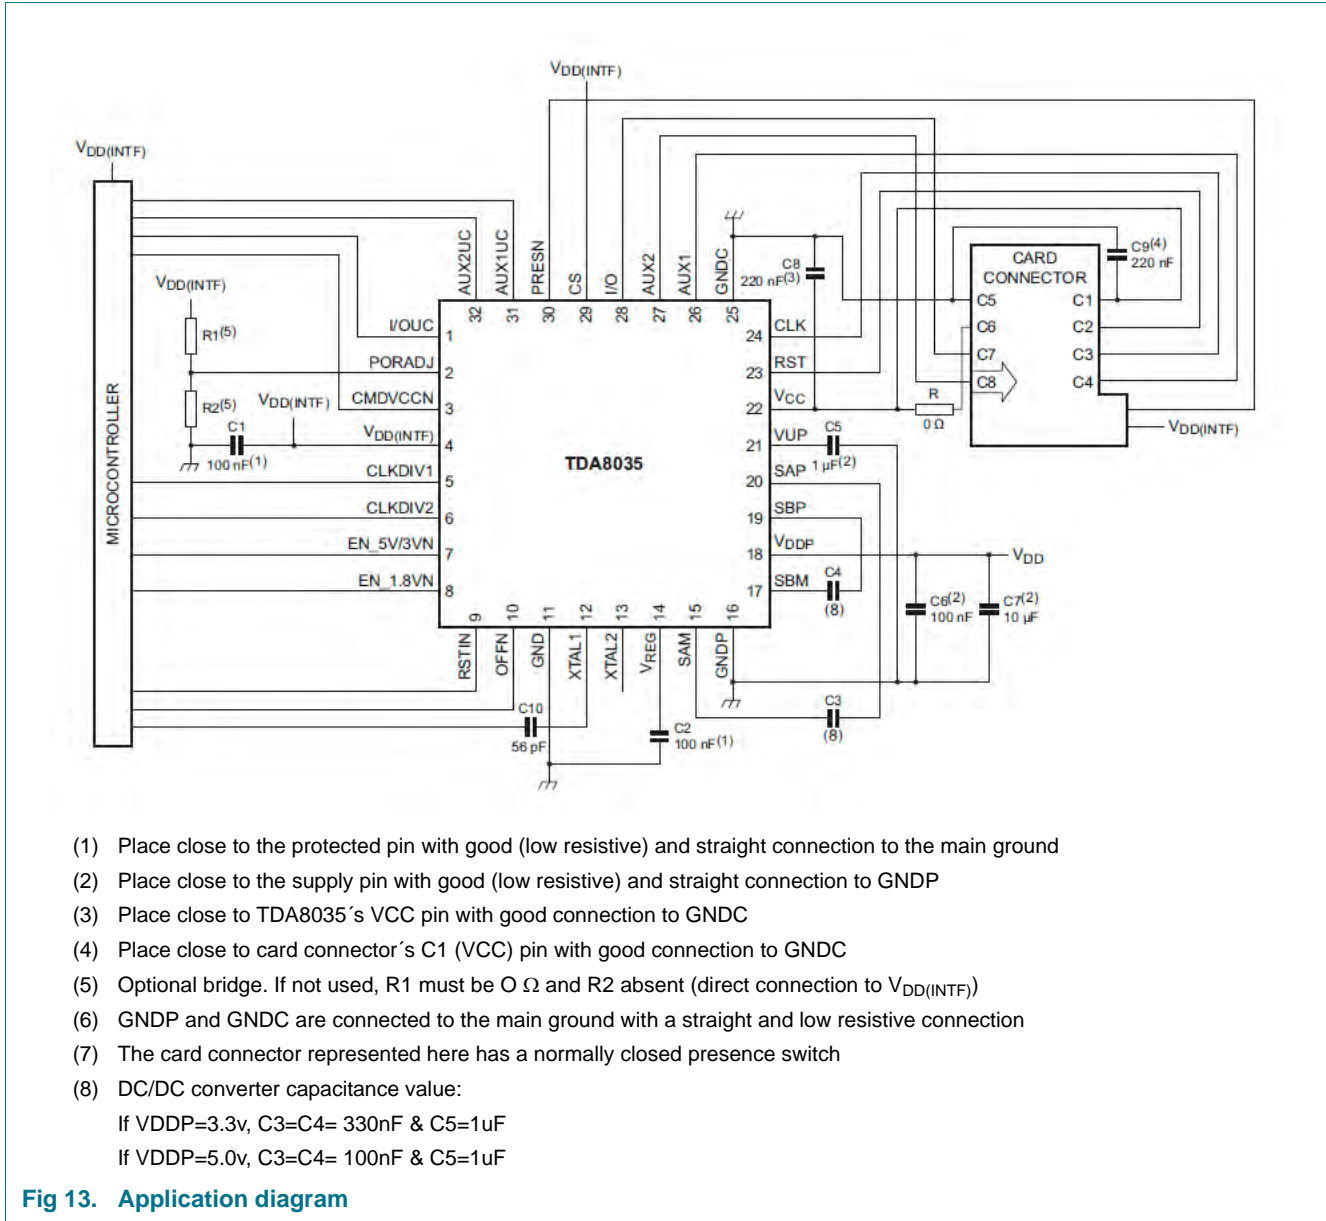 VDD(INTF)
VDD(INTF)
MICROCONTROLLER
VDD(INTF)
R1(5)
R2(5)
VDD(INTF)
C1
100 nF(1)
AUX2UC
AUX1UC
PRESN
CS
I/O
AUX2
AUX1
GNDC
32
31
30
29
28
27
26
25
I/OUC 1
PORADJ 2
CMDVCCN 3
VDD(INTF) 4
CLKDIV1 5
CLKDIV2 6
EN_5V/3VN 7
EN_1.8VN 8
TDA8035
24 CLK
23 RST
22 VCC
21 VUP
20 SAP
19 SBP
18 VDDP
17 SBM
9
10
11
12
13
14
15
16
RSTIN
OFFN
GND
XTAL1
XTAL2
VREG
SAM
GNDP
C8
220 nF(3)
C5
1 µF(2)
C4
(8)
C3
(8)
R
0 Ω
CARD
CONNECTOR
C5
C6
C7
C8
C1
C2
C3
C4
C9(4)
220 nF
VDD(INTF)
VDD
C6(2)
100 nF
C7(2)
10 µF
C10
56 pF
C2
100 nF(1)
(1) Place close to the protected pin with good (low resistive) and straight connection to the main ground
(2) Place close to the supply pin with good (low resistive) and straight connection to GNDP
(3) Place close to TDA8035´s VCC pin with good connection to GNDC
(4) Place close to card connector´s C1 (VCC) pin with good connection to GNDC
(5) Optional bridge. If not used, R1 must be O Ω and R2 absent (direct connection to VDD(INTF))
(6) GNDP and GNDC are connected to the main ground with a straight and low resistive connection
(7) The card connector represented here has a normally closed presence switch
(8) DC/DC converter capacitance value:
If VDDP=3.3v, C3=C4= 330nF & C5=1uF
If VDDP=5.0v, C3=C4= 100nF & C5=1uF
Fig 13. Application diagram